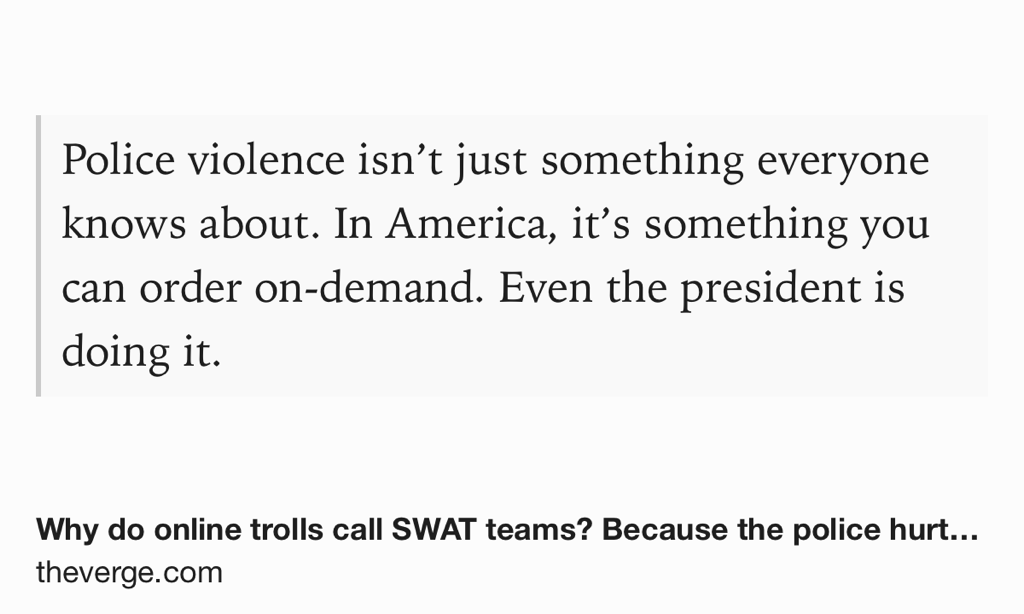 Police violence isn’t just something everyone
knows about. In America, it’s something you
can order on-demand. Even the president is
doing it.
Why do online trolls call SWAT teams? Because the police hurt...
theverge.com